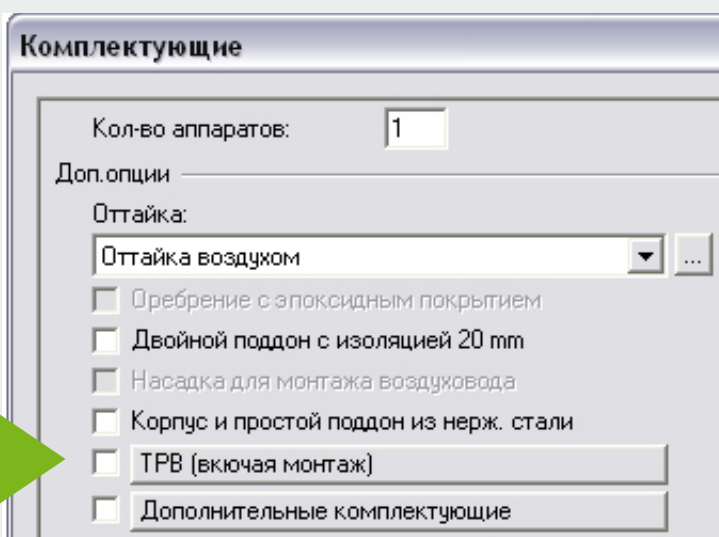 Комплектующие
Кол-во аппаратов: 1
Доп.опции
Оттайка:
Оттайка воздухом ...
Оребрение с эпоксидным покрытием
Двойной поддон с изоляцией 20 mm
Насадка для монтажа воздуховода
Корпус и простой поддон из нерж. стали
ТРВ (вкючая монтаж)
Дополнительные комплектующие